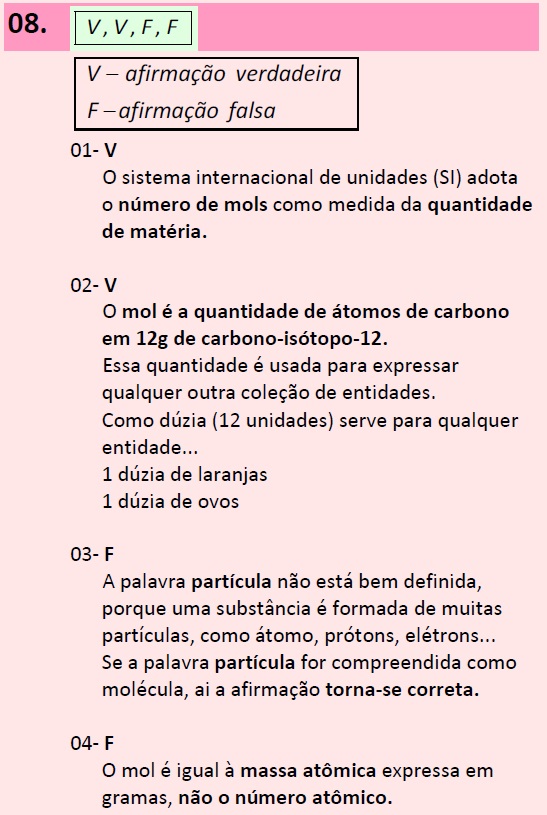 08. V, V, F, F
V – afirmação verdadeira
F – afirmação falsa
01- V
O sistema internacional de unidades (SI) adota
o número de mols como medida da quantidade
de matéria.
02- V
O mol é a quantidade de átomos de carbono
em 12g de carbono-isótopo-12.
Essa quantidade é usada para expressar
qualquer outra coleção de entidades.
Como dúzia (12 unidades) serve para qualquer
entidade...
1 dúzia de laranjas
1 dúzia de ovos
03- F
A palavra partícula não está bem definida,
porque uma substância é formada de muitas
partículas, como átomo, prótons, elétrons...
Se a palavra partícula for compreendida como
molécula, ai a afirmação torna-se correta.
04- F
O mol é igual à massa atômica expressa em
gramas, não o número atômico.